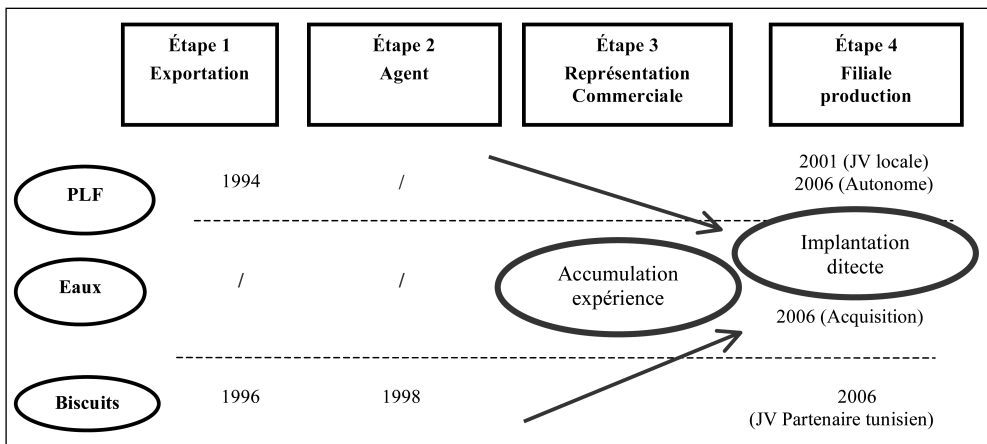 Étape 1
Exportation
Étape 2
Agent
Étape 3
Représentation
Commerciale
Étape 4
Filiale
production
PLF
1994
/
2001 (JV locale)
2006 (Autonome)
Eaux
/
/
Accumulation
expérience
Implantation
ditecte
2006 (Acquisition)
Biscuits
1996
1998
2006
(JV Partenaire tunisien)